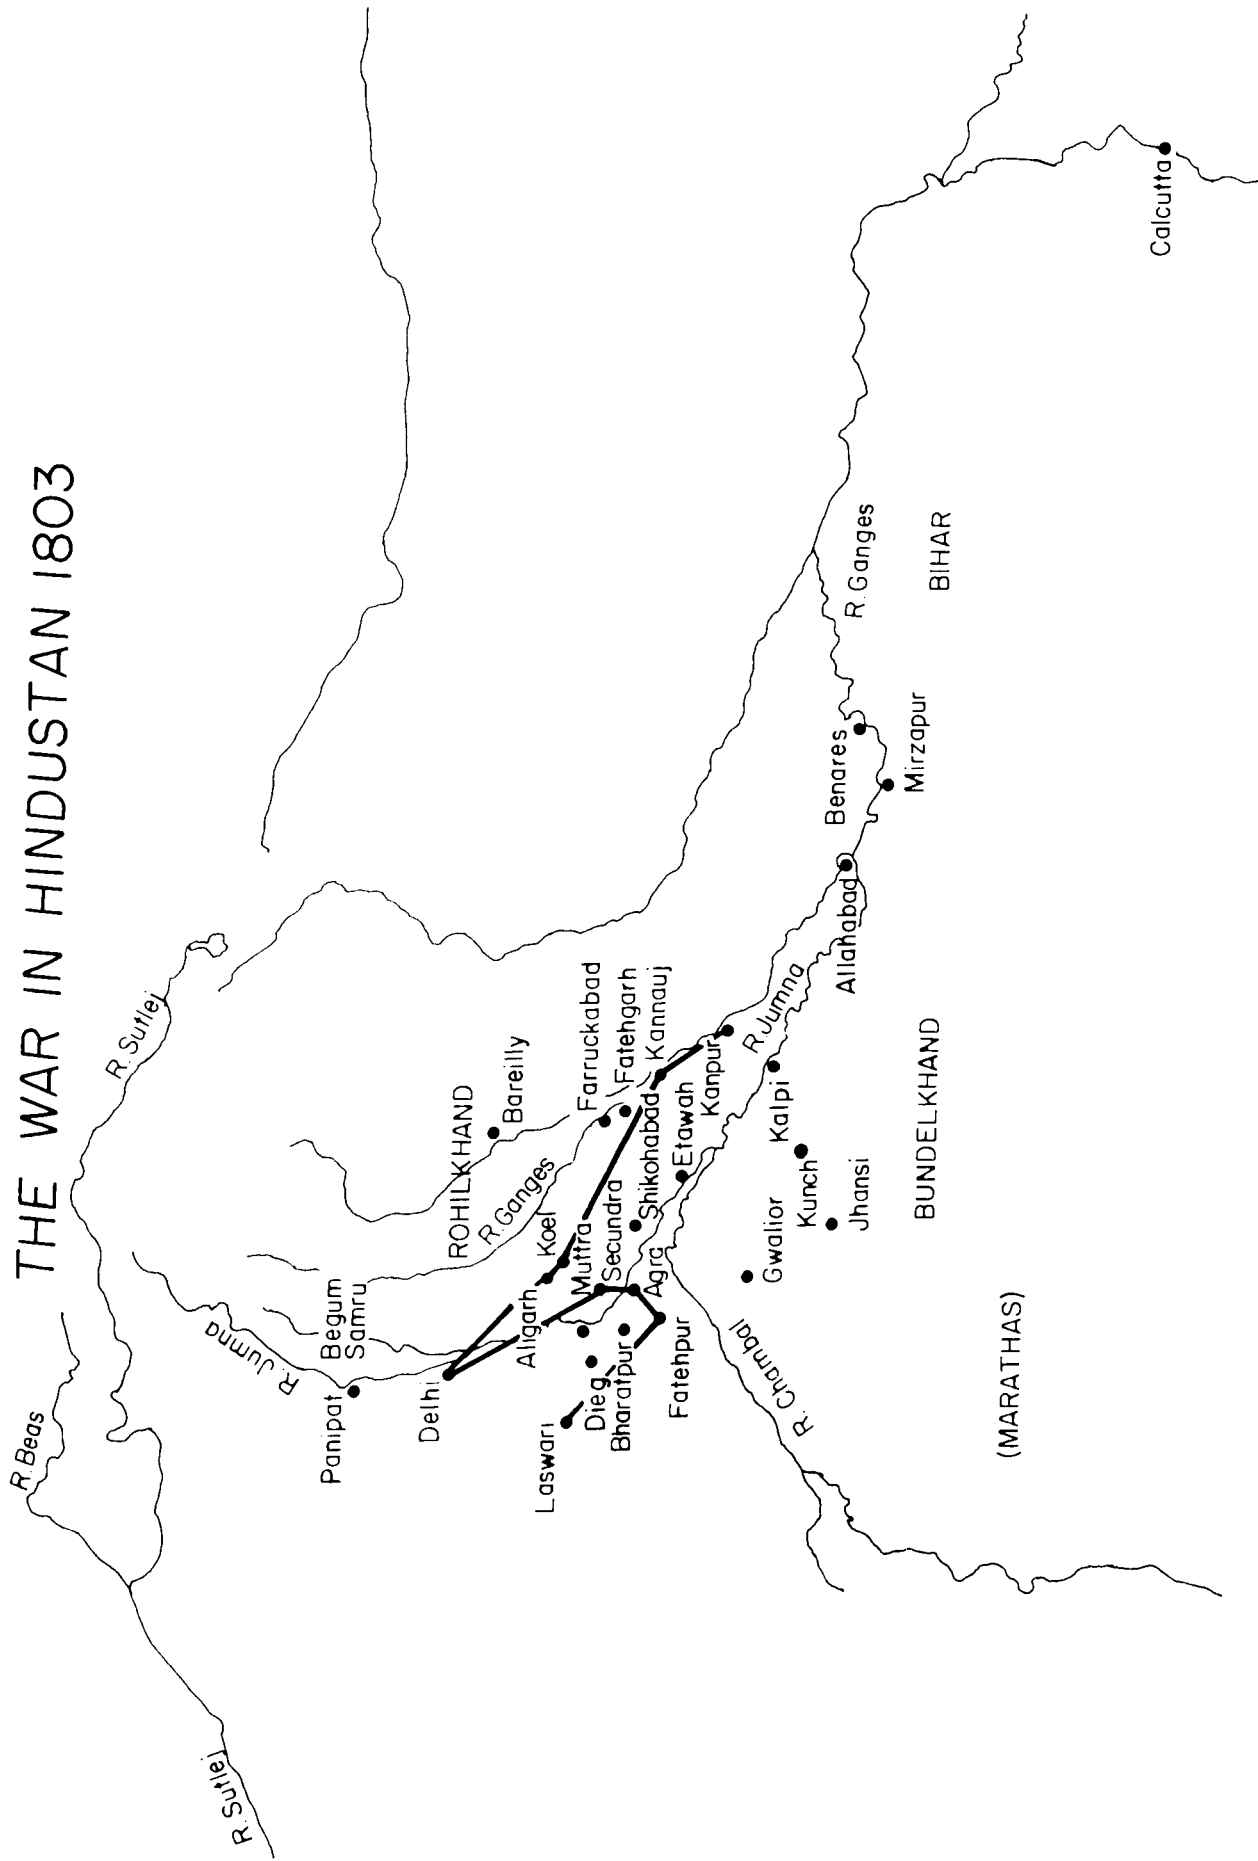 THE WAR IN HINDUSTAN 1803
R. Beas
R. Sutlej
R. Sutlej
R. Jumna
Begum
Samru
Panipat
Delhi
ROHILKHAND
Bareilly
R. Ganges
Koel
Aligarh
Laswari
Muttra
Secundra
Dieg
Bharatpur
Farruckabad
Fatehgarh
Kannauj
Shikohabad
Agra
Fatehpur
Etawah
Kanpur
R. Jumna
Kalpi
Gwalior
Kunch
Jhansi
R. Chambal
Allahabad
Benares
Mirzapur
R. Ganges
BIHAR
BUNDELKHAND
(MARATHAS)
Calcutta